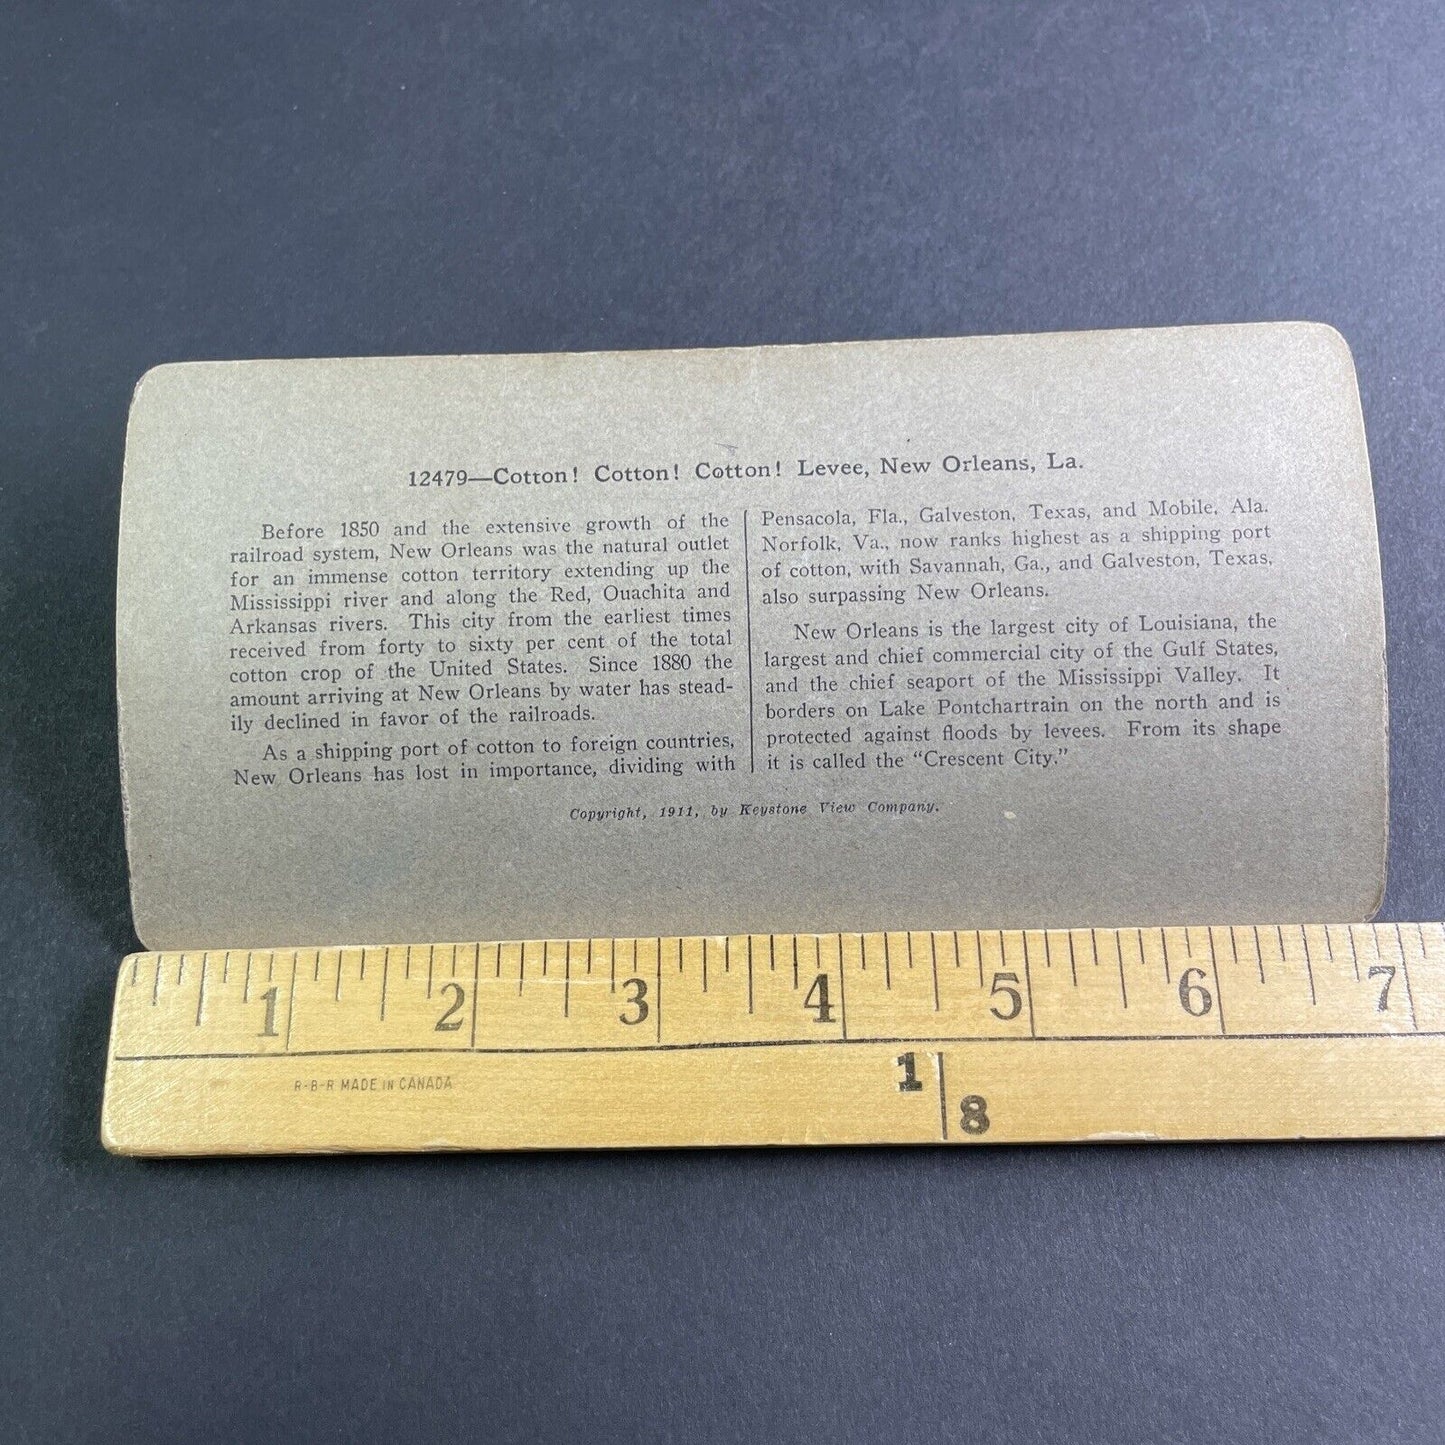 12479—Cotton! Cotton! Cotton! Levee, New Orleans, La.
Before 1850 and the extensive growth of the
railroad system, New Orleans was the natural outlet
for an immense cotton territory extending up the
Mississippi river and along the Red, Ouachita and
Arkansas rivers. This city from the earliest times
received from forty to sixty per cent of the total
cotton crop of the United States. Since 1880 the
amount arriving at New Orleans by water has stead-
ily declined in favor of the railroads.
As a shipping port of cotton to foreign countries,
New Orleans has lost in importance, dividing with
Pensacola, Fla., Galveston, Texas, and Mobile, Ala.
Norfolk, Va., now ranks highest as a shipping port
of cotton, with Savannah, Ga., and Galveston, Texas,
also surpassing New Orleans.
New Orleans is the largest city of Louisiana, the
largest and chief commercial city of the Gulf States,
and the chief seaport of the Mississippi Valley. It
borders on Lake Pontchartrain on the north and is
protected against floods by levees. From its shape
it is called the "Crescent City."
Copyright, 1911, by Keystone View Company.
1 2 3 4 5 6 7
R-B-R MADE IN CANADA
1
8